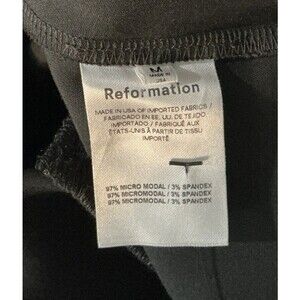 M
MADE IN
USA
Reformation
MADE IN USA OF IMPORTED FABRICS /
FABRICADO EN EE. UU. DE TEJIDO
IMPORTADO / FABRIQUÉ AUX
ÉTATS-UNIS À PARTIR DE TISSU
IMPORTÉ
97% MICRO MODAL / 3% SPANDEX
97% MICROMODAL / 3% SPANDEX
97% MICROMODAL / 3% SPANDEX